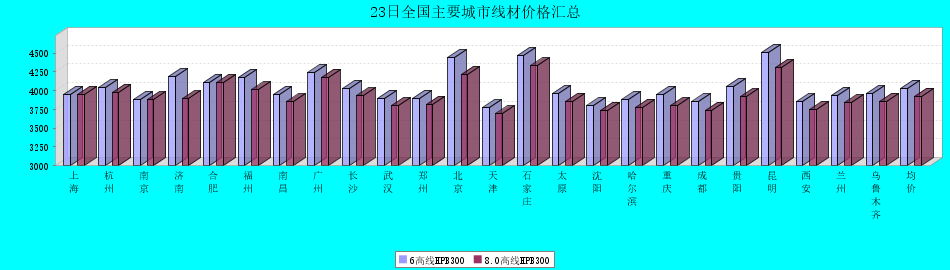 23日全国主要城市线材价格汇总
4500
4250
4000
3750
3500
3250
3000
上海
杭州
南京
济南
合肥
福州
南昌
广州
长沙
武汉
郑州
北京
天津
石家庄
太原
沈阳
哈尔滨
重庆
成都
贵阳
昆明
西安
兰州
乌鲁木齐
均价
6高线HPB300
8.0高线HPB300